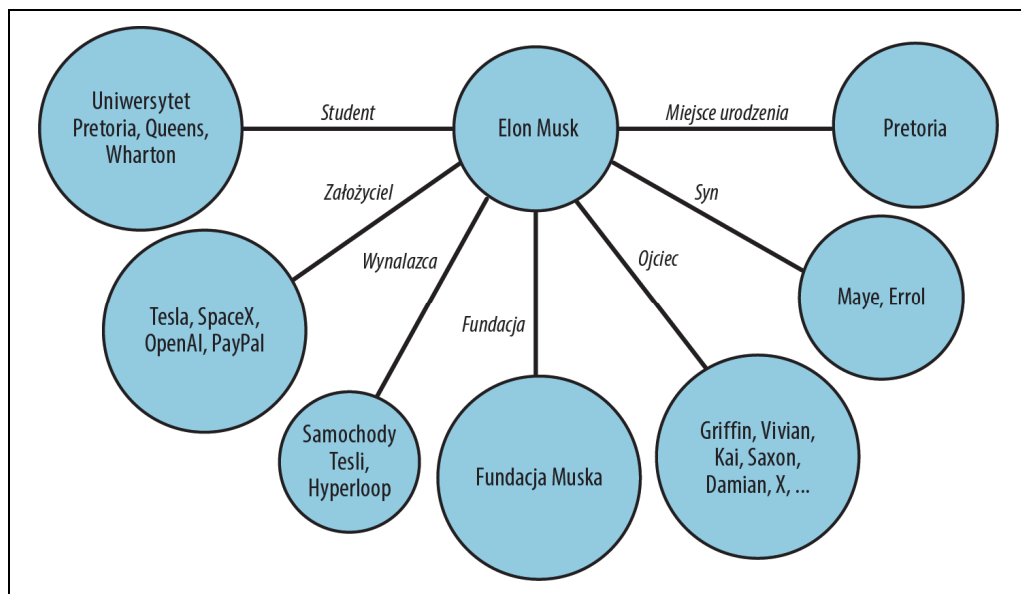 Uniwersytet
Pretoria, Queens,
Wharton
Student
Elon Musk
Miejsce urodzenia
Pretoria
Założyciel
Syn
Wynalazca
Ojciec
Maye, Errol
Tesla, SpaceX,
OpenAI, PayPal
Fundacja
Samochody
Tesli,
Hyperloop
Fundacja Muska
Griffin, Vivian,
Kai, Saxon,
Damian, X, ...